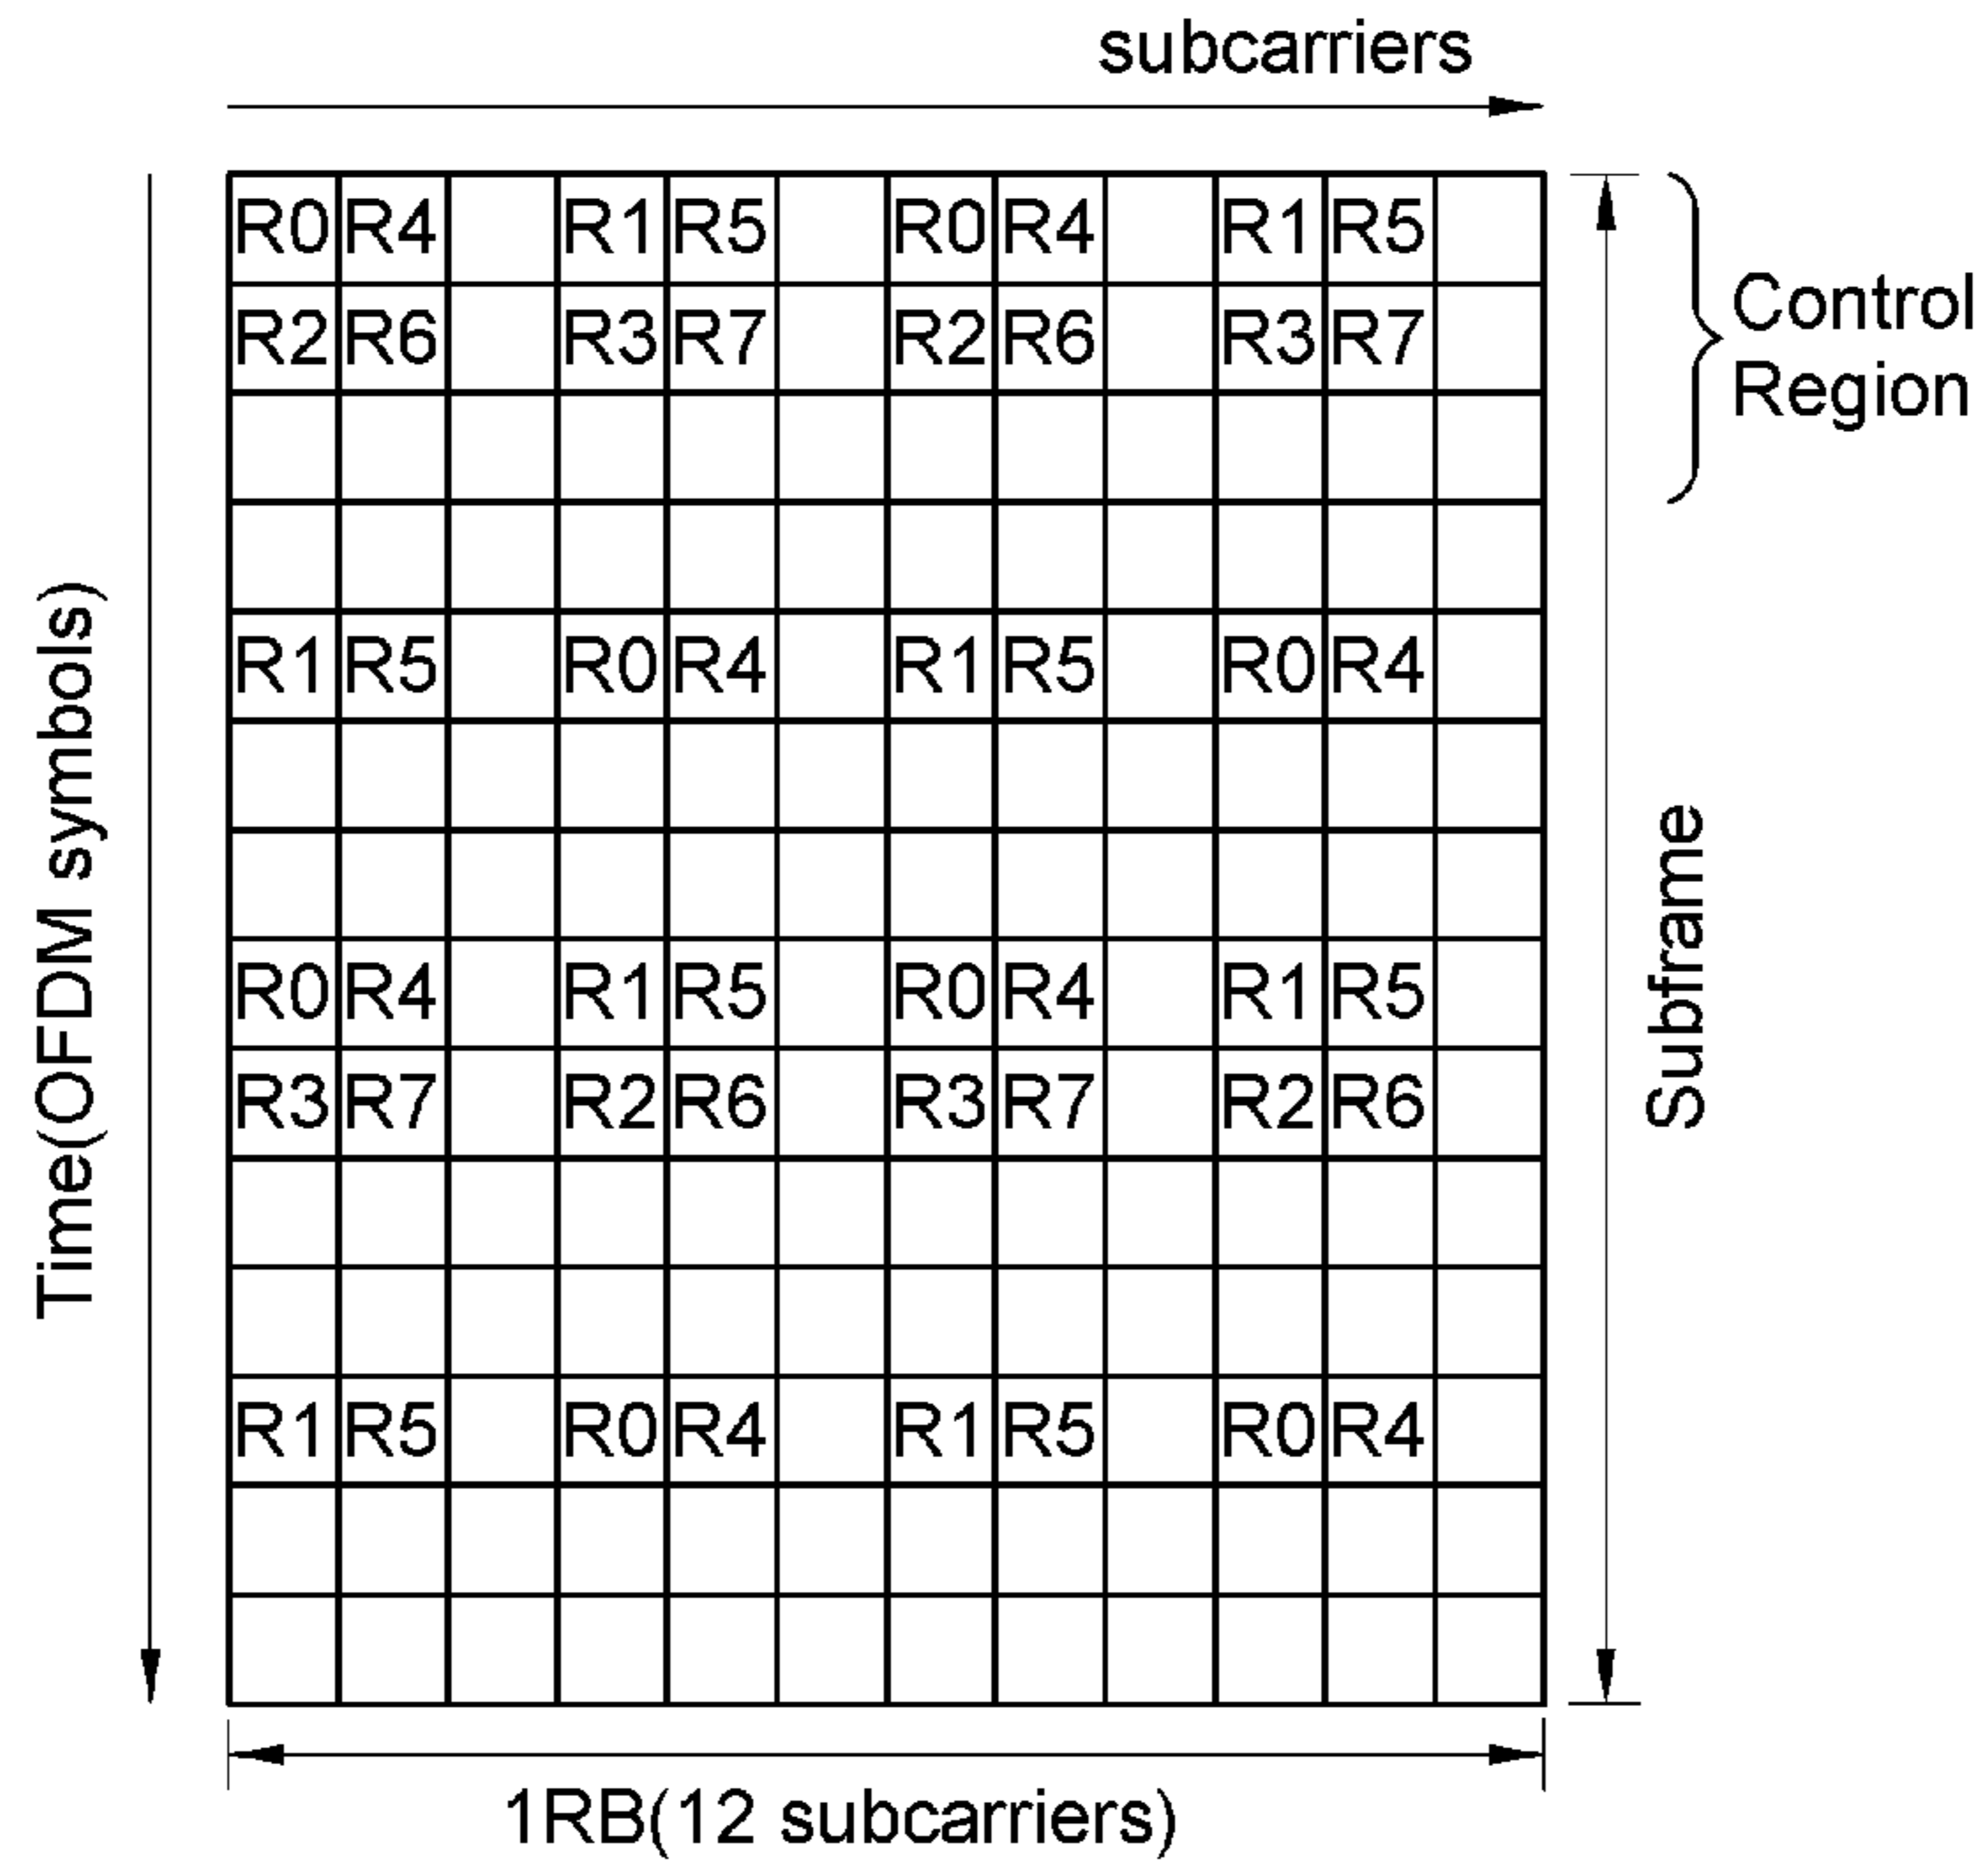 subcarriers
R0 R4 R1 R5 R0 R4 R1 R5
R2 R6 R3 R7 R2 R6 R3 R7
Control
Region
R1 R5 R0 R4 R1 R5 R0 R4
Time(OFDM symbols)
Subframe
R0 R4 R1 R5 R0 R4 R1 R5
R3 R7 R2 R6 R3 R7 R2 R6
R1 R5 R0 R4 R1 R5 R0 R4
1RB(12 subcarriers)